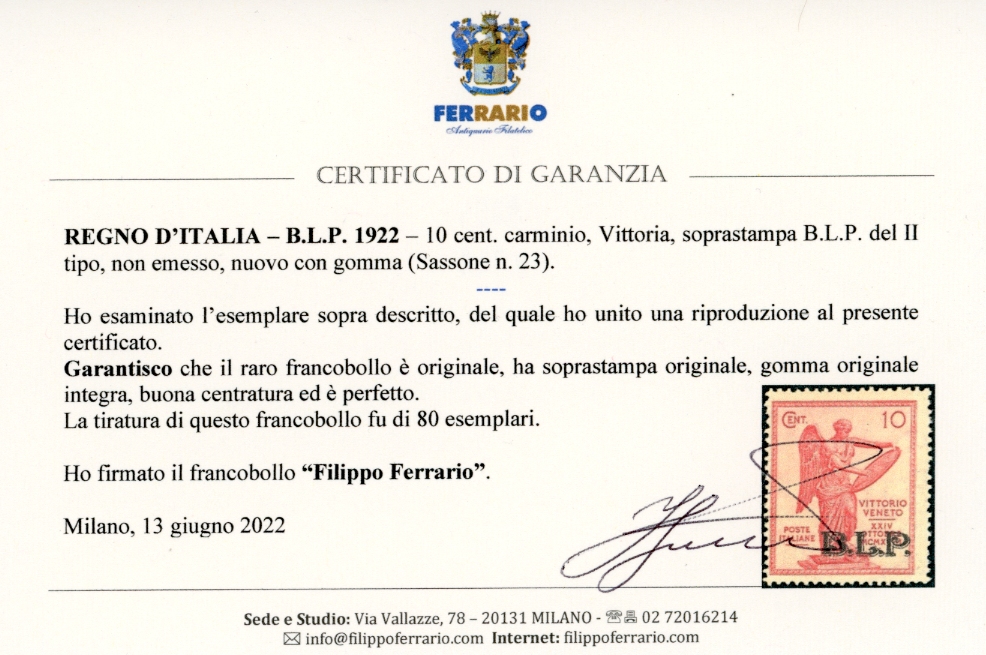 FERRARIO
Antiquario Filatelico
CERTIFICATO DI GARANZIA
REGNO D'ITALIA – B.L.P. 1922 – 10 cent. carminio, Vittoria, soprastampa B.L.P. del II
tipo, non emesso, nuovo con gomma (Sassone n. 23).
----
Ho esaminato l'esemplare sopra descritto, del quale ho unito una riproduzione al presente
certificato.
Garantisco che il raro francobollo è originale, ha soprastampa originale, gomma originale
integra, buona centratura ed è perfetto.
La tiratura di questo francobollo fu di 80 esemplari.
Ho firmato il francobollo “Filippo Ferrario”.
Milano, 13 giugno 2022
CENT. 10
VITTORIO
VENETO
XXIV
POSTE
ITALIANE
B.L.P.
Sede e Studio: Via Vallazze, 78 – 20131 MILANO - ☏ 02 72016214
✉ info@filippoferrario.com Internet: filippoferrario.com